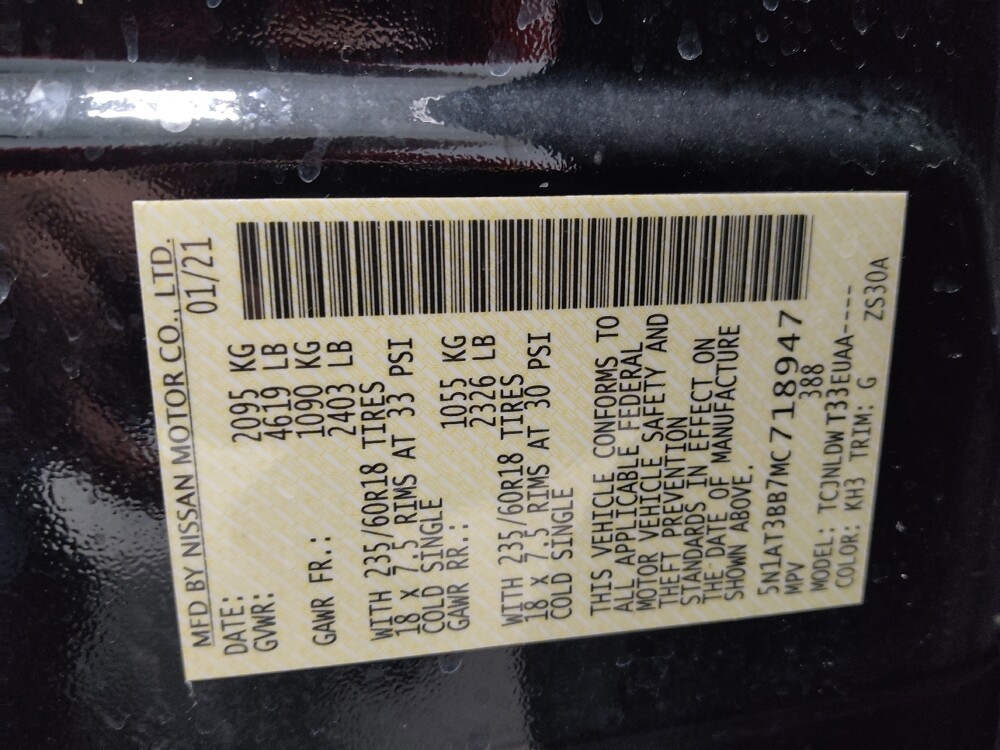 MFD BY NISSAN MOTOR CO., LTD.
DATE: 01/21
GVWR: 2095 KG
4619 LB
GAWR FR.: 1090 KG
2403 LB
WITH 235/60R18 TIRES
18 X 7.5 RIMS AT 33 PSI
COLD SINGLE
GAWR RR.: 1055 KG
2326 LB
WITH 235/60R18 TIRES
18 X 7.5 RIMS AT 30 PSI
COLD SINGLE
THIS VEHICLE CONFORMS TO
ALL APPLICABLE FEDERAL
MOTOR VEHICLE SAFETY AND
THEFT PREVENTION
STANDARDS IN EFFECT ON
THE DATE OF MANUFACTURE
SHOWN ABOVE.
5N1AT3BB7MC718947
MPV 388
MODEL: TCJNLDWT33EUAA----
COLOR: KH3 TRIM: G ZS30A